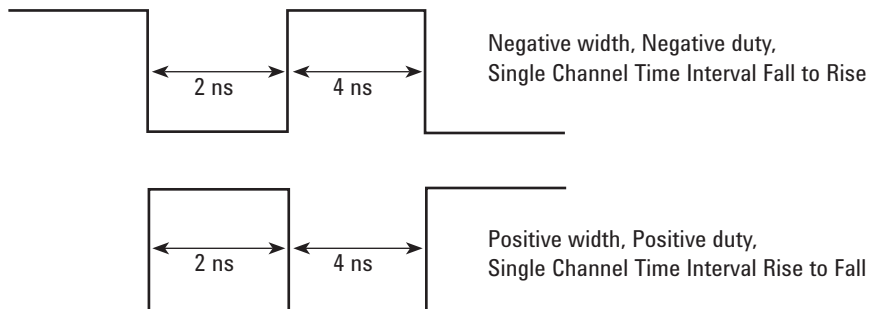 Negative width, Negative duty,
Single Channel Time Interval Fall to Rise
2 ns
4 ns
Positive width, Positive duty,
Single Channel Time Interval Rise to Fall
2 ns
4 ns